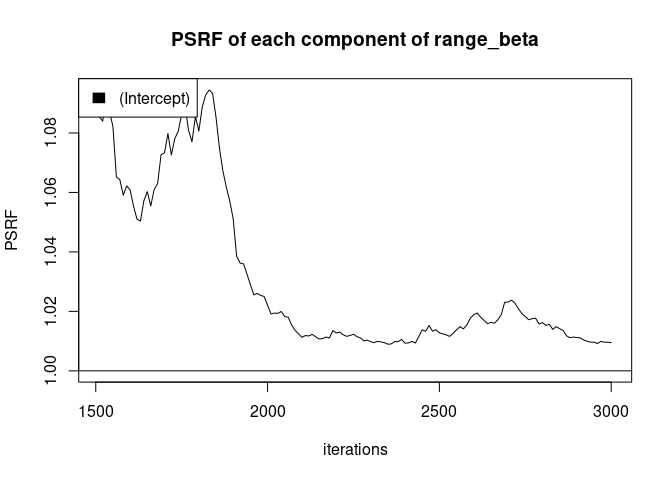 PSRF of each component of range_beta
(Intercept)
PSRF
1.08
1.06
1.04
1.02
1.00
1500 2000 2500 3000
iterations